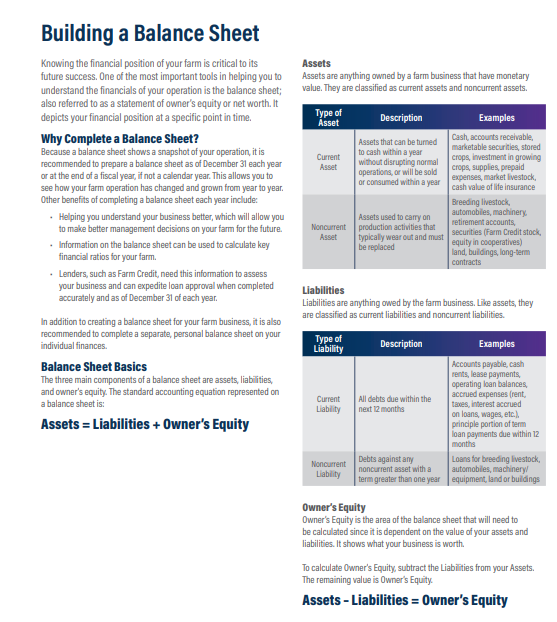 Building a Balance Sheet
Knowing the financial position of your farm is critical to its
future success. One of the most important tools in helping you to
understand the financials of your operation is the balance sheet;
also referred to as a statement of owner's equity or net worth. It
depicts your financial position at a specific point in time.
Why Complete a Balance Sheet?
Because a balance sheet shows a snapshot of your operation, it is
recommended to prepare a balance sheet as of December 31 each year
or at the end of a fiscal year, if not a calendar year. This allows you to
see how your farm operation has changed and grown from year to year.
Other benefits of completing a balance sheet each year include:
• Helping you understand your business better, which will allow you
to make better management decisions on your farm for the future.
• Information on the balance sheet can be used to calculate key
financial ratios for your farm.
• Lenders, such as Farm Credit, need this information to assess
your business and can expedite loan approval when completed
accurately and as of December 31 of each year.
In addition to creating a balance sheet for your farm business, it is also
recommended to complete a separate, personal balance sheet on your
individual finances.
Balance Sheet Basics
The three main components of a balance sheet are assets, liabilities,
and owner's equity. The standard accounting equation represented on
a balance sheet is:
Assets = Liabilities + Owner's Equity
Assets
Assets are anything owned by a farm business that have monetary
value. They are classified as current assets and noncurrent assets.
Type of
Asset
Description
Examples
Current
Asset
Assets that can be turned
to cash within a year
without disrupting normal
operations, or will be sold
or consumed within a year
Cash, accounts receivable,
marketable securities, stored
crops, investment in growing
crops, supplies, prepaid
expenses, market livestock,
cash value of life insurance
Noncurrent
Asset
Assets used to carry on
production activities that
typically wear out and must
be replaced
Breeding livestock,
automobiles, machinery,
retirement accounts,
securities (Farm Credit stock,
equity in cooperatives)
land, buildings, long-term
contracts
Liabilities
Liabilities are anything owed by the farm business. Like assets, they
are classified as current liabilities and noncurrent liabilities.
Type of
Liability
Description
Examples
Current
Liability
All debts due within the
next 12 months
Accounts payable, cash
rents, lease payments,
operating loan balances,
accrued expenses (rent,
taxes, interest accrued
on loans, wages, etc.),
principle portion of term
loan payments due within 12
months
Noncurrent
Liability
Debts against any
noncurrent asset with a
term greater than one year
Loans for breeding livestock,
automobiles, machinery/
equipment, land or buildings
Owner's Equity
Owner's Equity is the area of the balance sheet that will need to
be calculated since it is dependent on the value of your assets and
liabilities. It shows what your business is worth.
To calculate Owner's Equity, subtract the Liabilities from your Assets.
The remaining value is Owner's Equity.
Assets - Liabilities = Owner's Equity